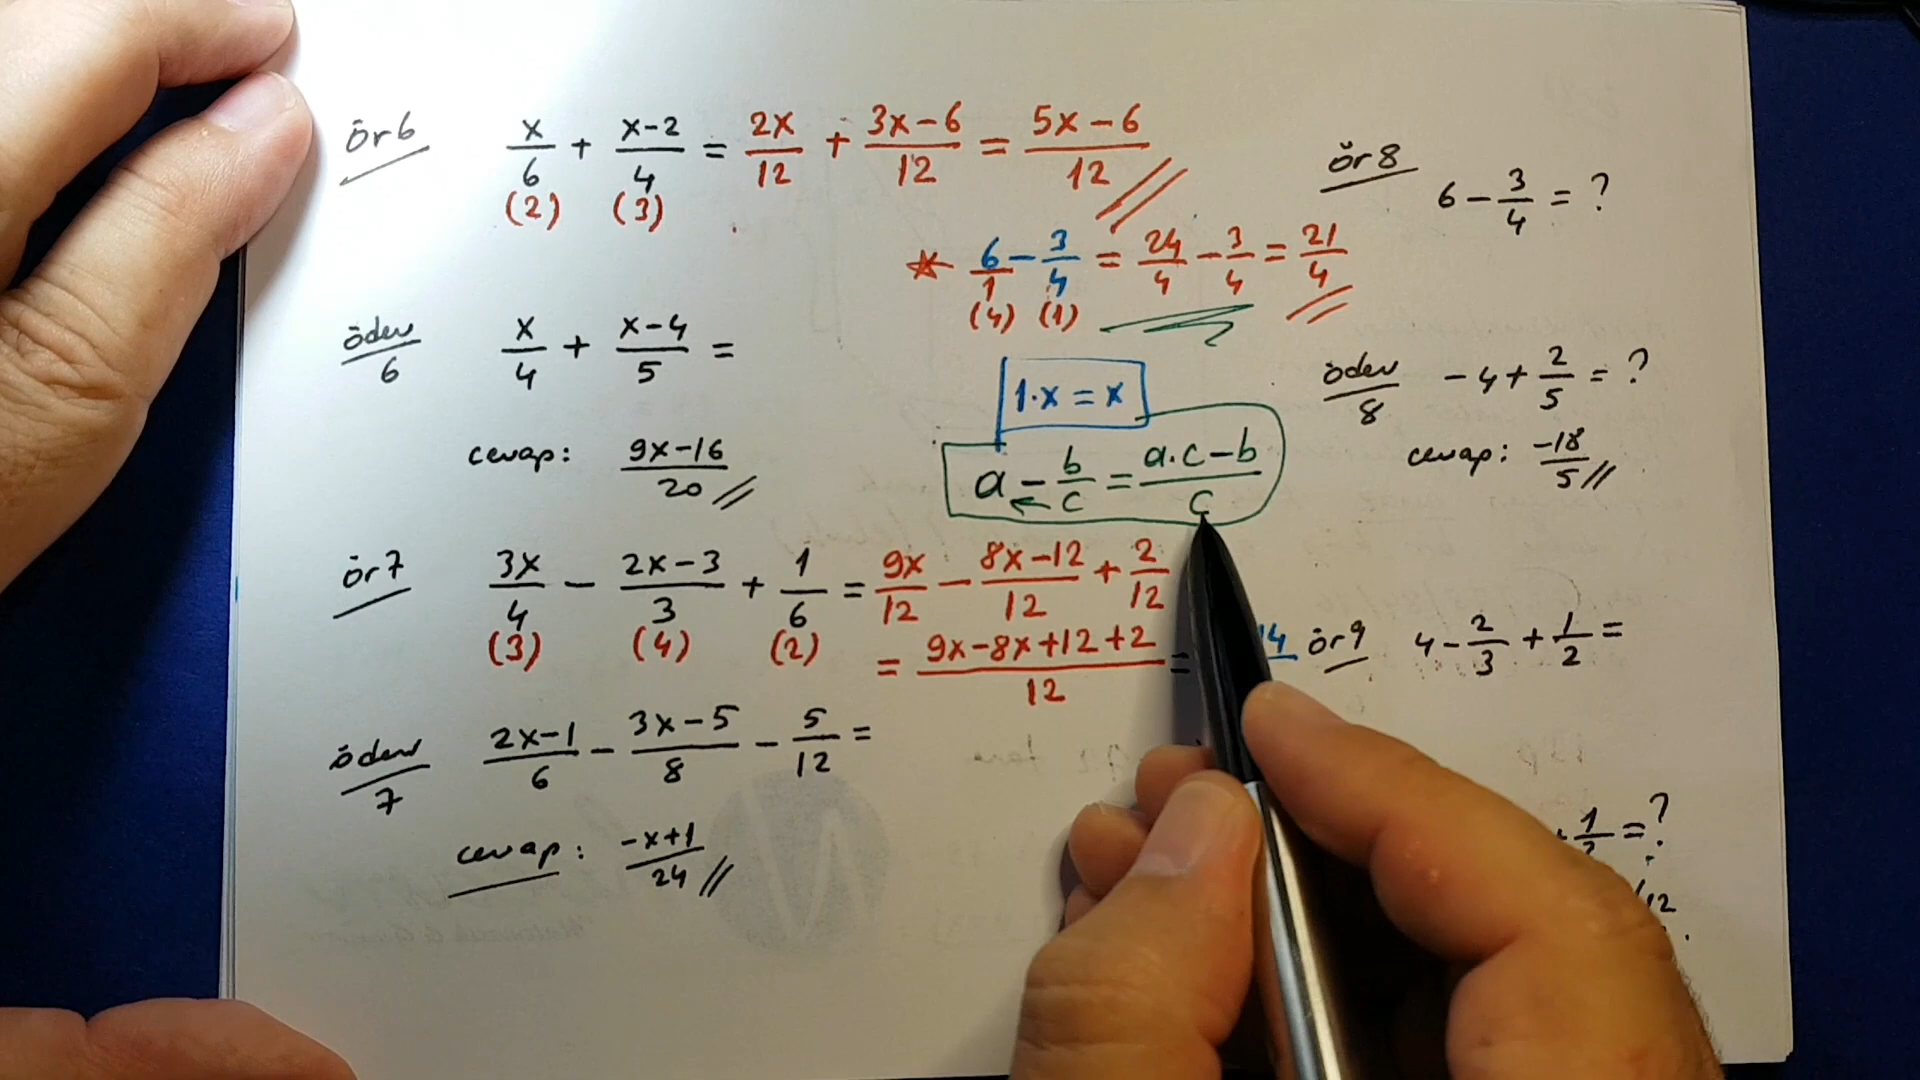 ör6 x/6 + x-2/4 = 2x/12 + 3x-6/12 = 5x-6/12
(2) (3)
ör8 6 - 3/4 = ?
* 6/1 - 3/4 = 24/4 - 3/4 = 21/4
(4) (1)
ödev 6 x/4 + x-4/5 =
cevap: 9x-16/20
1·x = x
ödev 8 -4 + 2/5 = ?
cevap: -18/5
a - b/c = a·c-b/c
ör7 3x/4 - 2x-3/3 + 1/6 = 9x/12 - 8x-12/12 + 2/12
(3) (4) (2)
= 9x-8x+12+2/12 =
14
ör9 4 - 2/3 + 1/2 =
ödev 7 2x-1/6 - 3x-5/8 - 5/12 =
cevap: -x+1/24
= ?
12